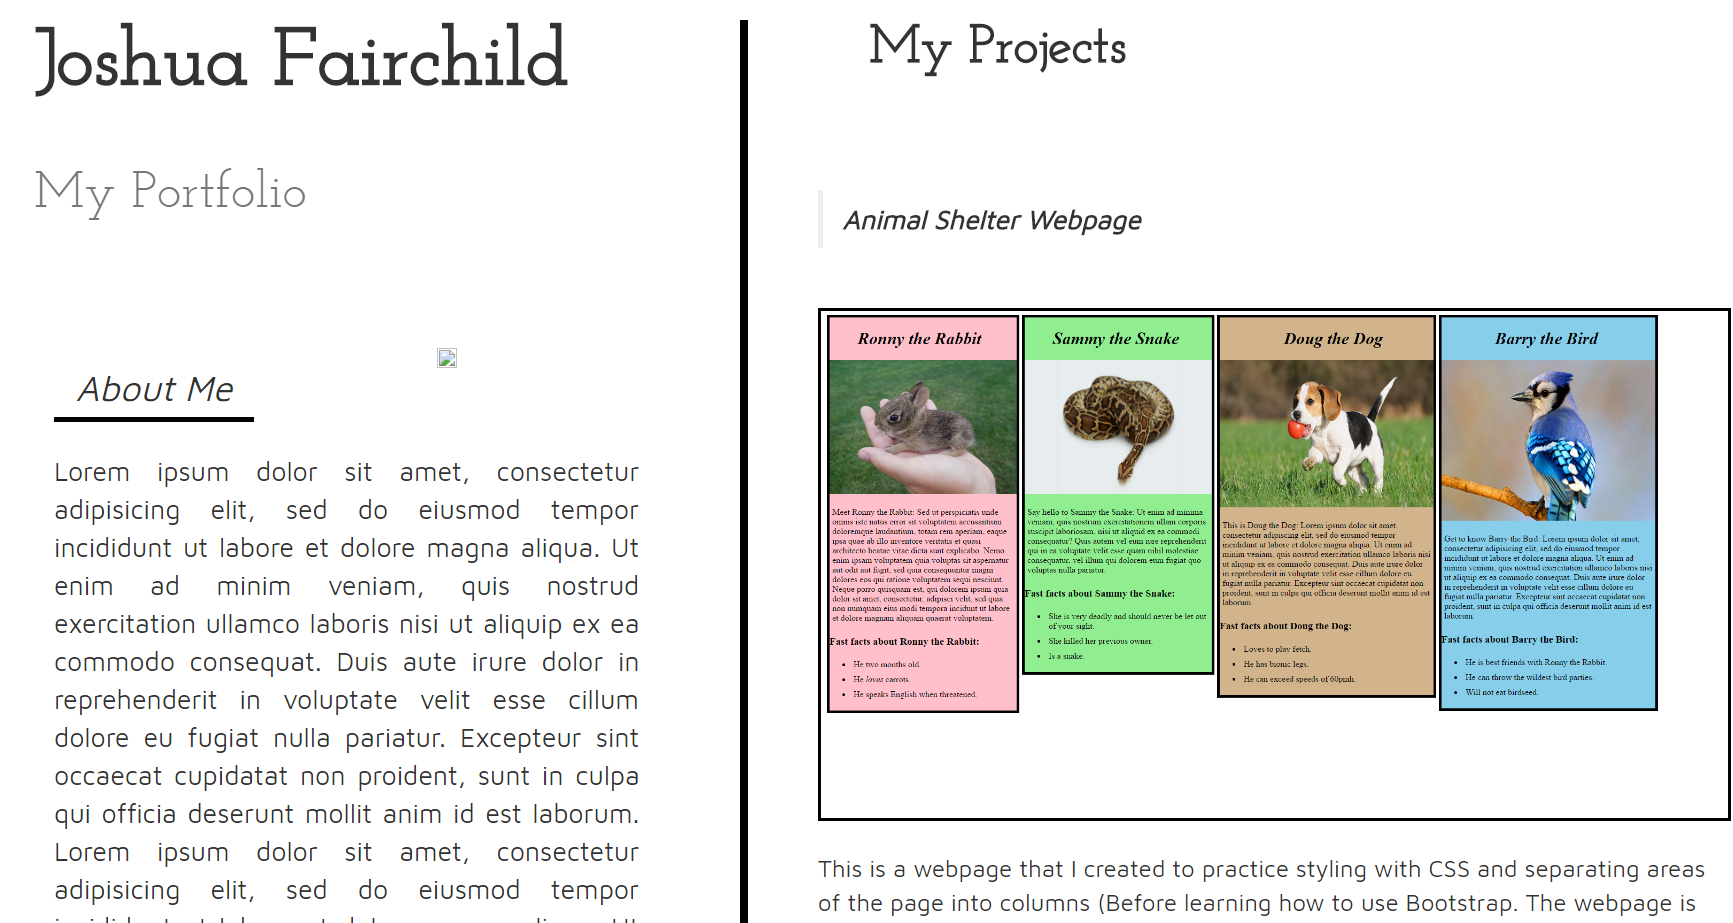 Joshua Fairchild
My Portfolio
About Me
Lorem ipsum dolor sit amet, consectetur
adipisicing elit, sed do eiusmod tempor
incididunt ut labore et dolore magna aliqua. Ut
enim ad minim veniam, quis nostrud
exercitation ullamco laboris nisi ut aliquip ex ea
commodo consequat. Duis aute irure dolor in
reprehenderit in voluptate velit esse cillum
dolore eu fugiat nulla pariatur. Excepteur sint
occaecat cupidatat non proident, sunt in culpa
qui officia deserunt mollit anim id est laborum.
Lorem ipsum dolor sit amet, consectetur
adipisicing elit, sed do eiusmod tempor
My Projects
Animal Shelter Webpage
Ronny the Rabbit
Meet Ronny the Rabbit: Sed ut perspiciatis unde
omnis iste natus error sit voluptatem accusantium
doloremque laudantium, totam rem aperiam, eaque
ipsa quae ab illo inventore veritatis et quasi
architecto beatae vitae dicta sunt explicabo. Nemo
enim ipsam voluptatem quia voluptas sit aspernatur
aut odit aut fugit, sed quia consequuntur magni
dolores eos qui ratione voluptatem sequi nesciunt.
Neque porro quisquam est, qui dolorem ipsum quia
dolor sit amet, consectetur, adipisci velit, sed quia
non numquam eius modi tempora incidunt ut labore
et dolore magnam aliquam quaerat voluptatem.
Fast facts about Ronny the Rabbit:
He two months old.
He loves carrots.
He speaks English when threatened.
Sammy the Snake
Say hello to Sammy the Snake: Ut enim ad minima
veniam, quis nostrum exercitationem ullam corporis
suscipit laboriosam, nisi ut aliquid ex ea commodi
consequatur? Quis autem vel eum iure reprehenderit
qui in ea voluptate velit esse quam nihil molestiae
consequatur, vel illum qui dolorem eum fugiat quo
voluptas nulla pariatur.
Fast facts about Sammy the Snake:
She is very deadly and should never be let out
of your sight.
She killed her previous owner.
Is a snake.
Doug the Dog
This is Doug the Dog: Lorem ipsum dolor sit amet,
consectetur adipiscing elit, sed do eiusmod tempor
incididunt ut labore et dolore magna aliqua. Ut enim ad
minim veniam, quis nostrud exercitation ullamco laboris nisi
ut aliquip ex ea commodo consequat. Duis aute irure dolor
in reprehenderit in voluptate velit esse cillum dolore eu
fugiat nulla pariatur. Excepteur sint occaecat cupidatat non
proident, sunt in culpa qui officia deserunt mollit anim id est
laborum.
Fast facts about Doug the Dog:
Loves to play fetch.
He has bionic legs.
He can exceed speeds of 60pmh.
Barry the Bird
Get to know Barry the Bird: Lorem ipsum dolor sit amet,
consectetur adipisicing elit, sed do eiusmod tempor
incididunt ut labore et dolore magna aliqua. Ut enim ad
minim veniam, quis nostrud exercitation ullamco laboris nisi
ut aliquip ex ea commodo consequat. Duis aute irure dolor
in reprehenderit in voluptate velit esse cillum dolore eu
fugiat nulla pariatur. Excepteur sint occaecat cupidatat non
proident, sunt in culpa qui officia deserunt mollit anim id est
laborum.
Fast facts about Barry the Bird:
He is best friends with Ronny the Rabbit.
He can throw the wildest bird parties.
Will not eat birdseed.
This is a webpage that I created to practice styling with CSS and separating areas
of the page into columns (Before learning how to use Bootstrap. The webpage is